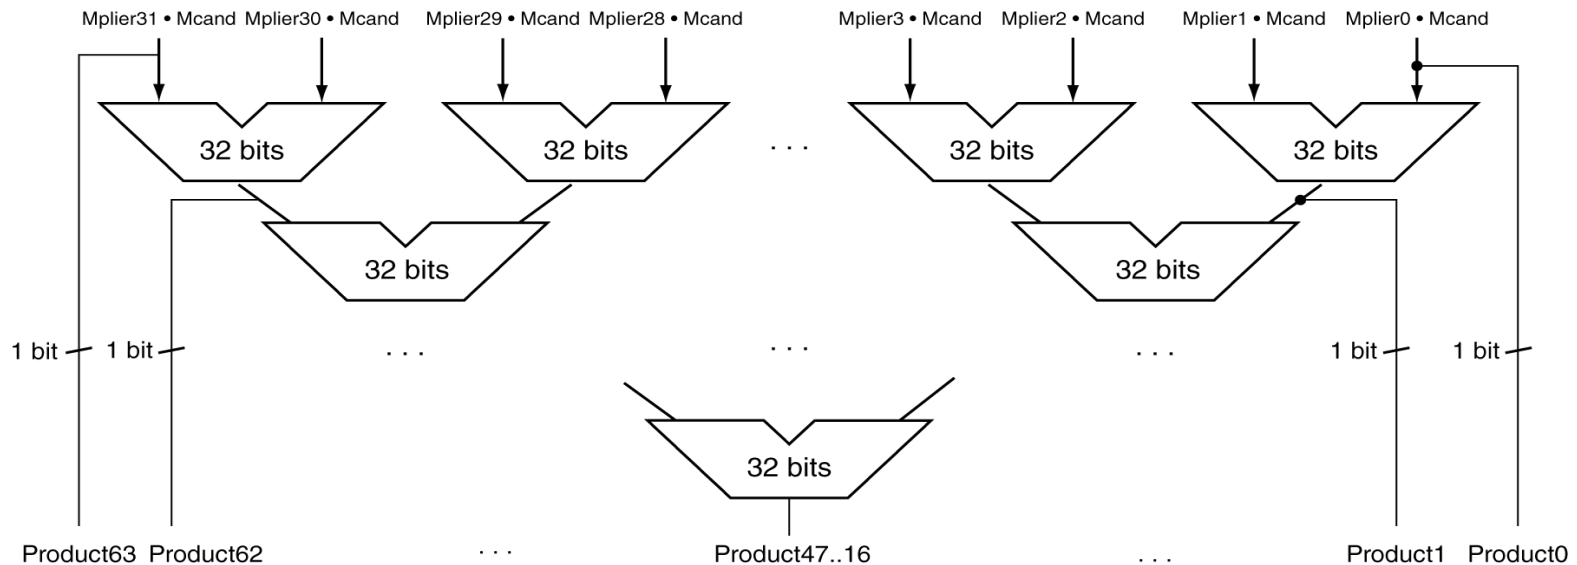 Mplier31 • Mcand Mplier30 • Mcand Mplier29 • Mcand Mplier28 • Mcand Mplier3 • Mcand Mplier2 • Mcand Mplier1 • Mcand Mplier0 • Mcand
32 bits 32 bits . . . 32 bits 32 bits
32 bits 32 bits
1 bit 1 bit . . . . . . . . . 1 bit 1 bit
32 bits
Product63 Product62 . . . Product47..16 . . . Product1 Product0